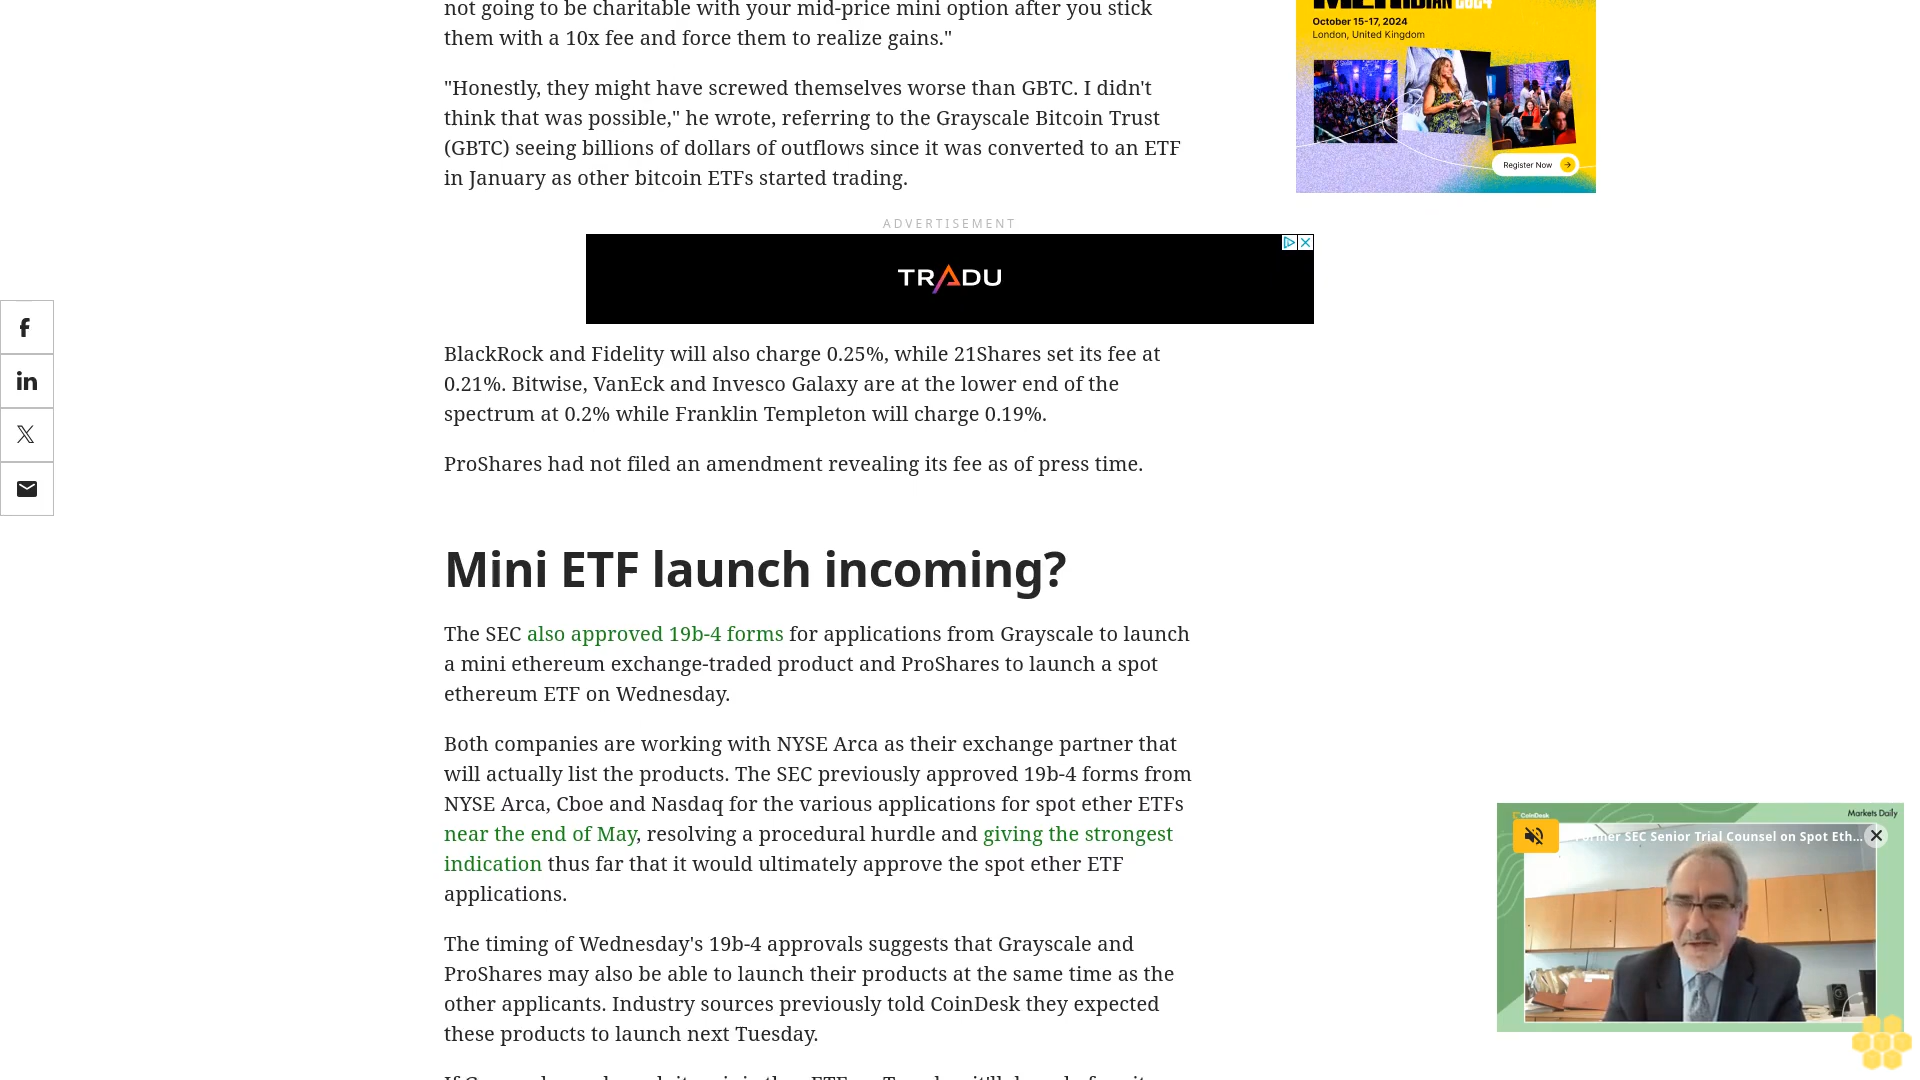 not going to be charitable with your mid-price mini option after you stick
them with a 10x fee and force them to realize gains."
"Honestly, they might have screwed themselves worse than GBTC. I didn't
think that was possible," he wrote, referring to the Grayscale Bitcoin Trust
(GBTC) seeing billions of dollars of outflows since it was converted to an ETF
in January as other bitcoin ETFs started trading.
October 15-17, 2024
London, United Kingdom
Register Now
ADVERTISEMENT
TRADU
BlackRock and Fidelity will also charge 0.25%, while 21Shares set its fee at
0.21%. Bitwise, VanEck and Invesco Galaxy are at the lower end of the
spectrum at 0.2% while Franklin Templeton will charge 0.19%.
ProShares had not filed an amendment revealing its fee as of press time.
Mini ETF launch incoming?
The SEC also approved 19b-4 forms for applications from Grayscale to launch
a mini ethereum exchange-traded product and ProShares to launch a spot
ethereum ETF on Wednesday.
Both companies are working with NYSE Arca as their exchange partner that
will actually list the products. The SEC previously approved 19b-4 forms from
NYSE Arca, Cboe and Nasdaq for the various applications for spot ether ETFs
near the end of May, resolving a procedural hurdle and giving the strongest
indication thus far that it would ultimately approve the spot ether ETF
applications.
The timing of Wednesday's 19b-4 approvals suggests that Grayscale and
ProShares may also be able to launch their products at the same time as the
other applicants. Industry sources previously told CoinDesk they expected
these products to launch next Tuesday.
CoinDesk
Markets Daily
Former SEC Senior Trial Counsel on Spot Eth...